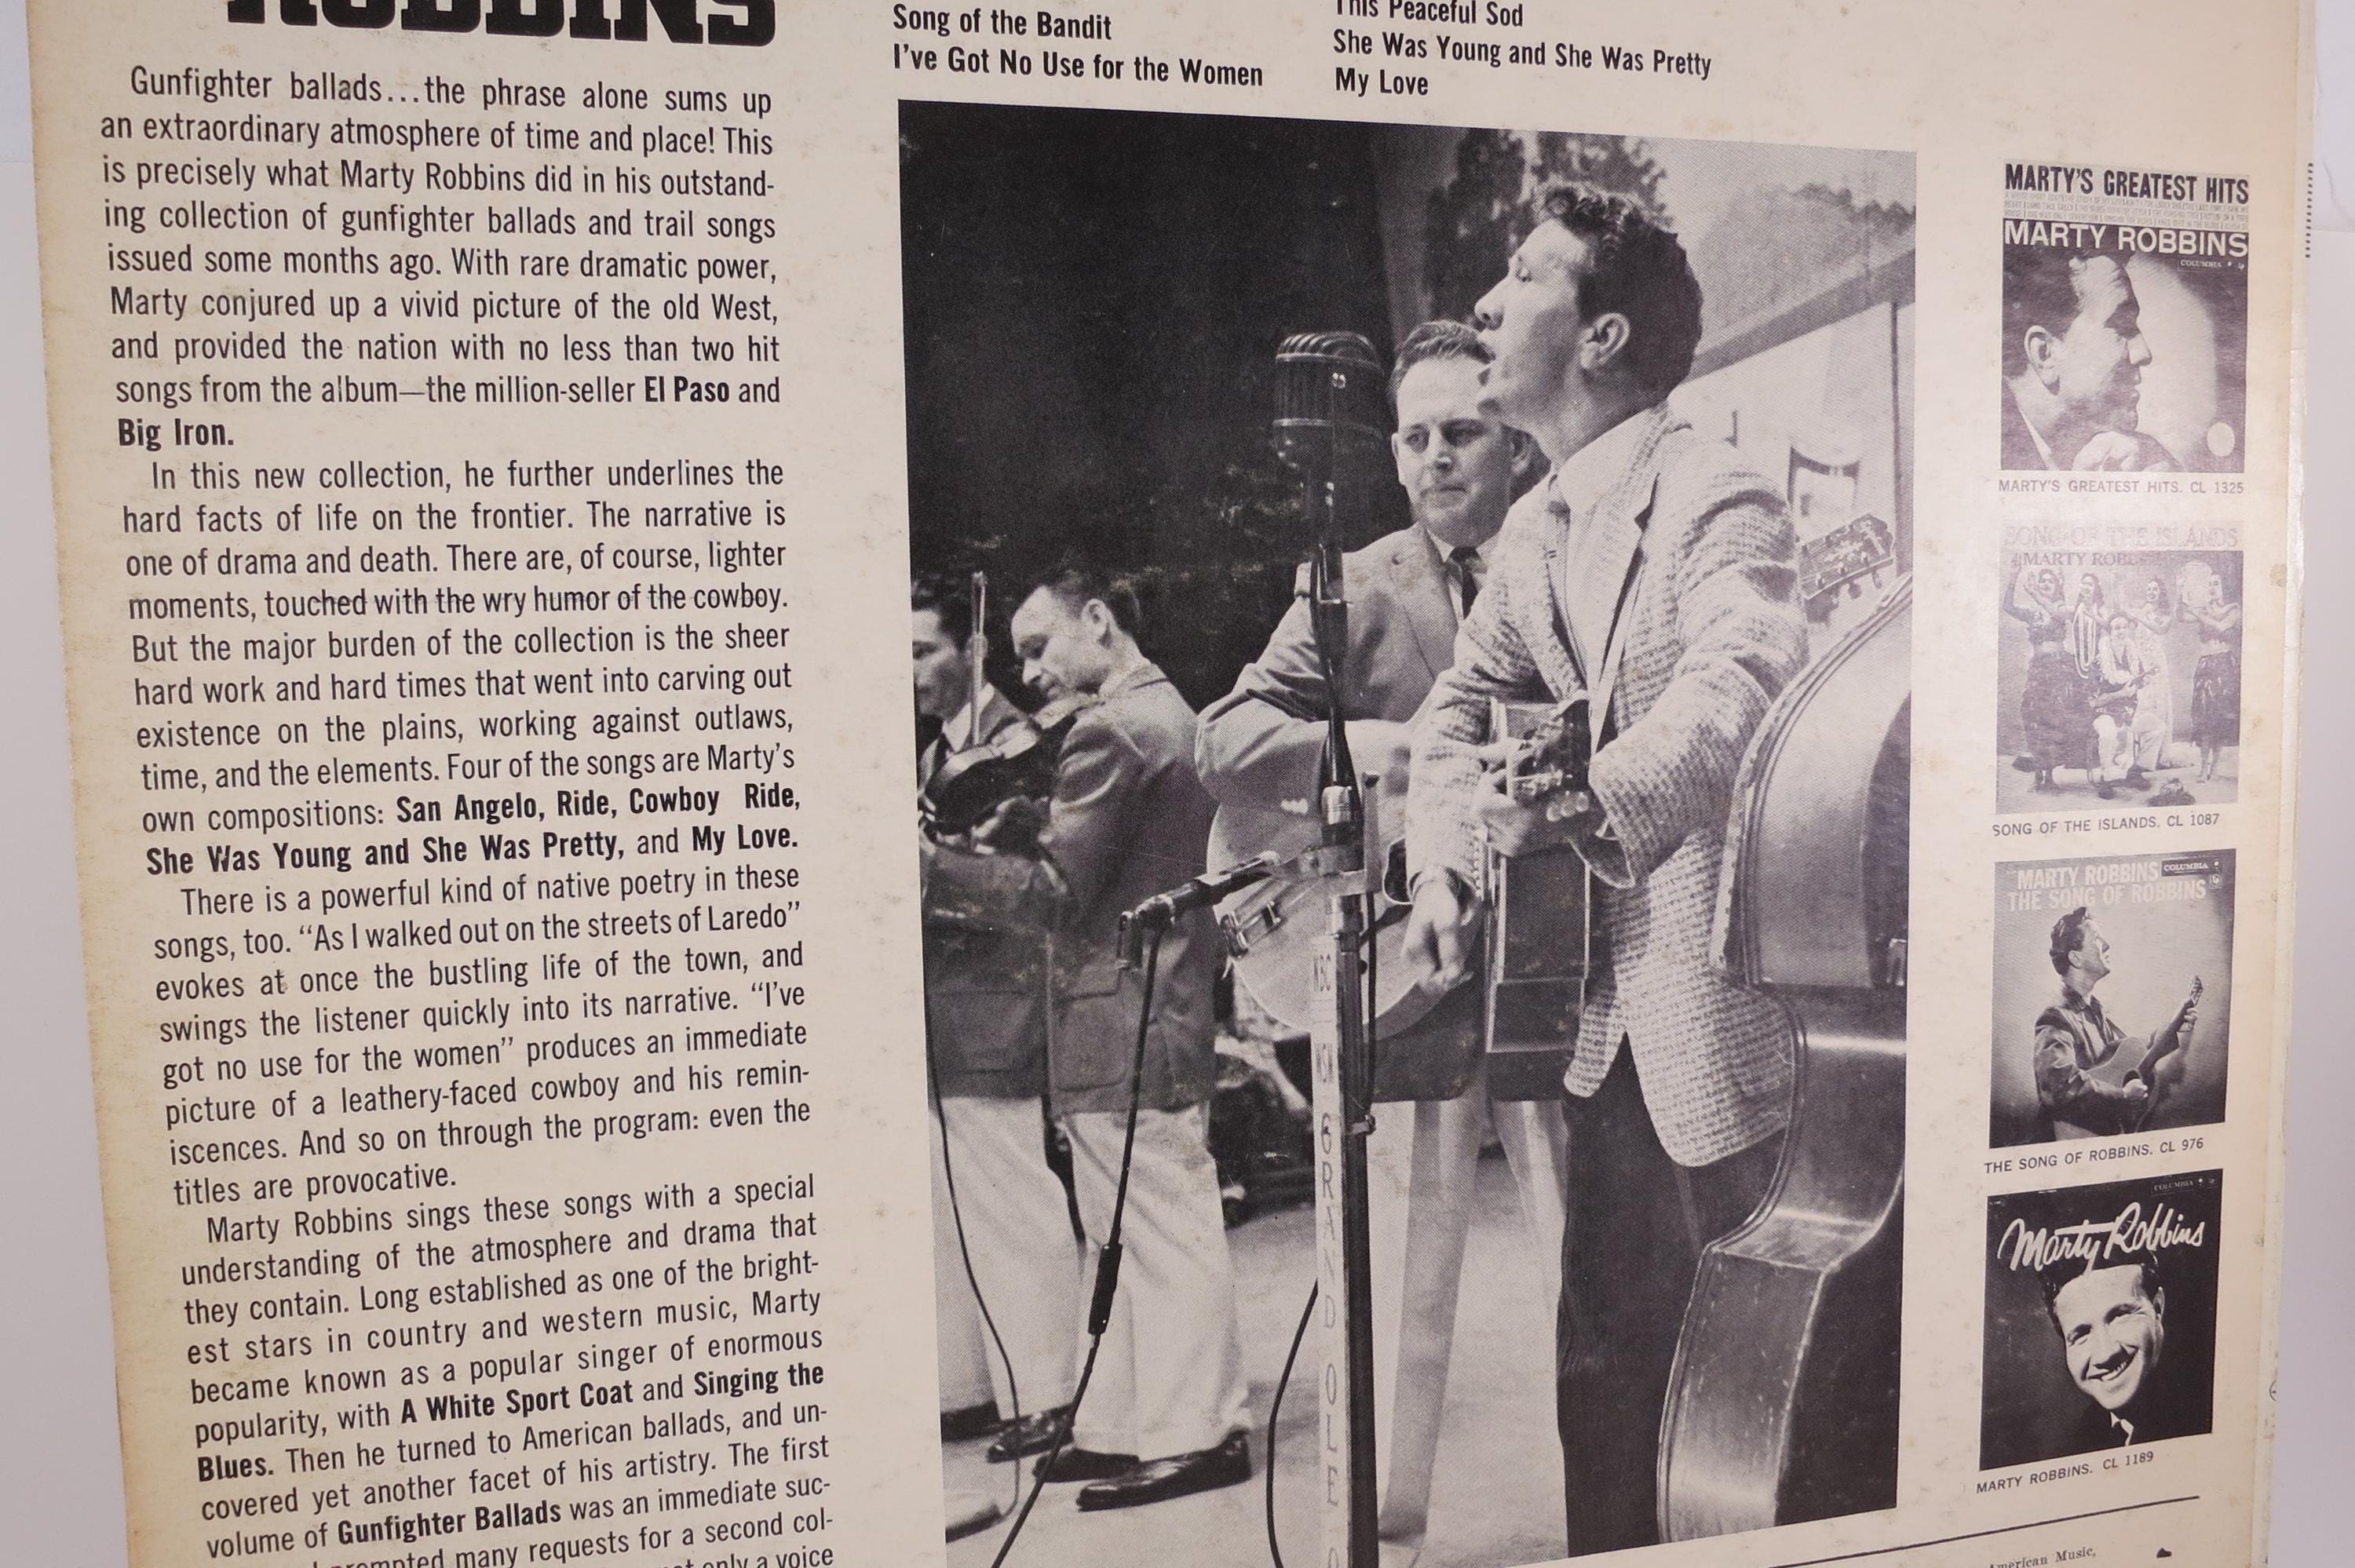 ROBBINS
Song of the Bandit
I've Got No Use for the Women
This Peaceful Sod
She Was Young and She Was Pretty
My Love
Gunfighter ballads...the phrase alone sums up
an extraordinary atmosphere of time and place! This
is precisely what Marty Robbins did in his outstand-
ing collection of gunfighter ballads and trail songs
issued some months ago. With rare dramatic power,
Marty conjured up a vivid picture of the old West,
and provided the nation with no less than two hit
songs from the album—the million-seller El Paso and
Big Iron.
In this new collection, he further underlines the
hard facts of life on the frontier. The narrative is
one of drama and death. There are, of course, lighter
moments, touched with the wry humor of the cowboy.
But the major burden of the collection is the sheer
hard work and hard times that went into carving out
existence on the plains, working against outlaws,
time, and the elements. Four of the songs are Marty's
own compositions: San Angelo, Ride, Cowboy Ride,
She Was Young and She Was Pretty, and My Love.
There is a powerful kind of native poetry in these
songs, too. "As I walked out on the streets of Laredo"
evokes at once the bustling life of the town, and
swings the listener quickly into its narrative. "I've
got no use for the women" produces an immediate
picture of a leathery-faced cowboy and his remin-
iscences. And so on through the program: even the
titles are provocative.
Marty Robbins sings these songs with a special
understanding of the atmosphere and drama that
they contain. Long established as one of the bright-
est stars in country and western music, Marty
became known as a popular singer of enormous
popularity, with A White Sport Coat and Singing the
Blues. Then he turned to American ballads, and un-
covered yet another facet of his artistry. The first
volume of Gunfighter Ballads was an immediate suc-
prompted many requests for a second col-
only a voice
WSM
GRAND OLE
MARTY'S GREATEST HITS
MARTY ROBBINS
COLUMBIA
MARTY'S GREATEST HITS. CL 1325
SONG OF THE ISLANDS
MARTY ROBBINS
SONG OF THE ISLANDS. CL 1087
MARTY ROBBINS
COLUMBIA
THE SONG OF ROBBINS
THE SONG OF ROBBINS. CL 976
COLUMBIA
Marty Robbins
MARTY ROBBINS. CL 1189
American Music,